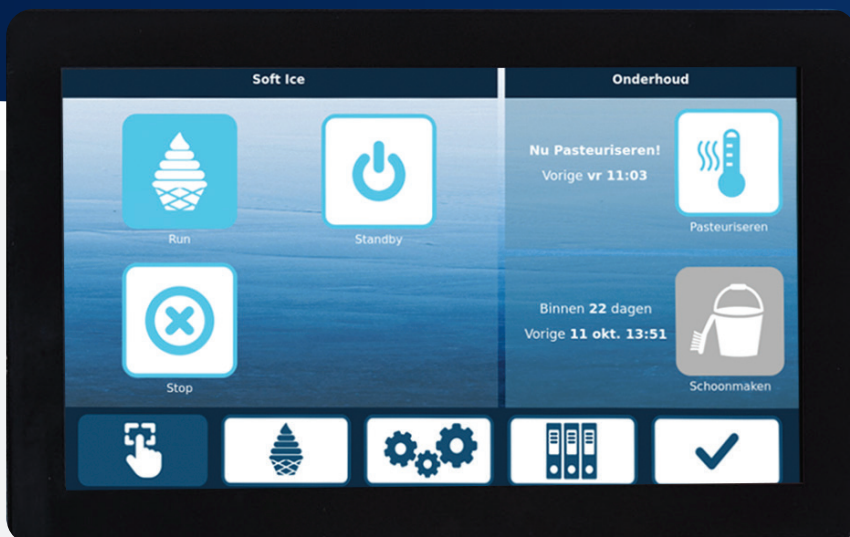 Soft Ice
Run
Standby
Stop
Onderhoud
Nu Pasteuriseren!
Vorige vr 11:03
Pasteuriseren
Binnen 22 dagen
Vorige 11 okt. 13:51
Schoonmaken